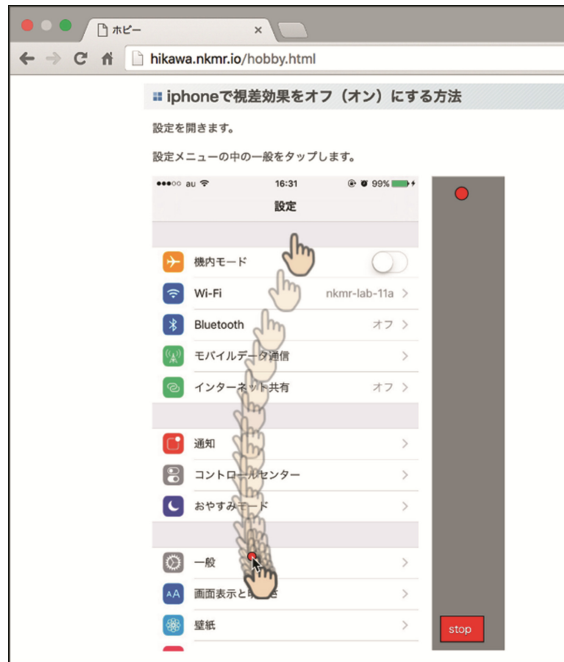 ホビー
hikawa.nkmr.io/hobby.html
iphoneで視差効果をオフ（オン）にする方法
設定を開きます。
設定メニューの中の一般をタップします。
au 16:31 99%
設定
機内モード
Wi-Fi nkmr-lab-11a
Bluetooth オフ
モバイルデータ通信
インターネット共有 オフ
通知
コントロールセンター
おやすみモード
一般
AA 画面表示と明るさ
壁紙
stop